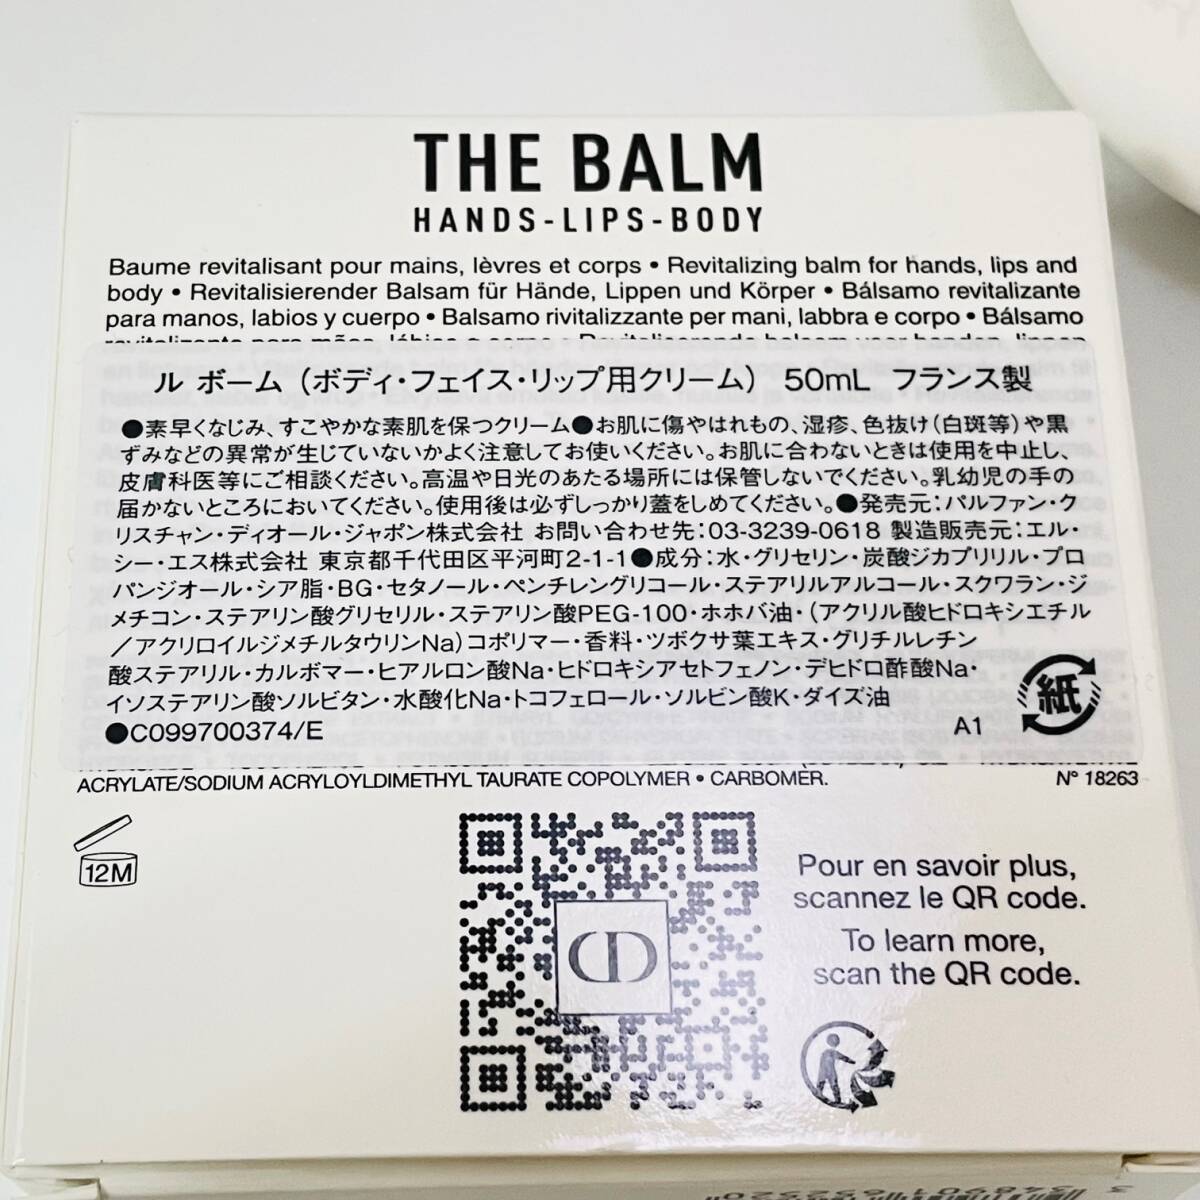 THE BALM
HANDS-LIPS-BODY
Baume revitalisant pour mains, lèvres et corps • Revitalizing balm for hands, lips and
body • Revitalisierender Balsam für Hände, Lippen und Körper • Bálsamo revitalizante
para manos, labios y cuerpo • Balsamo rivitalizzante per mani, labbra e corpo • Bálsamo
ル ボーム（ボディ・フェイス・リップ用クリーム） 50mL フランス製
●素早くなじみ、すこやかな素肌を保つクリーム●お肌に傷やはれもの、湿疹、色抜け（白斑等）や黒
ずみなどの異常が生じていないかよく注意してお使いください。お肌に合わないときは使用を中止し、
皮膚科医等にご相談ください。高温や日光のあたる場所には保管しないでください。乳幼児の手の
届かないところにおいてください。使用後は必ずしっかり蓋をしめてください。●発売元：パルファン・ク
リスチャン・ディオール・ジャポン株式会社 お問い合わせ先：03-3239-0618 製造販売元：エル・
シー・エス株式会社 東京都千代田区平河町2-1-1●成分：水・グリセリン・炭酸ジカプリリル・プロ
パンジオール・シア脂・BG・セタノール・ペンチレングリコール・ステアリルアルコール・スクワラン・ジ
メチコン・ステアリン酸グリセリル・ステアリン酸PEG-100・ホホバ油・（アクリル酸ヒドロキシエチル
／アクリロイルジメチルタウリンNa）コポリマー・香料・ツボクサ葉エキス・グリチルレチン
酸ステアリル・カルボマー・ヒアルロン酸Na・ヒドロキシアセトフェノン・デヒドロ酢酸Na・
イソステアリン酸ソルビタン・水酸化Na・トコフェロール・ソルビン酸K・ダイズ油
●C099700374/E
紙
A1
ACRYLATE/SODIUM ACRYLOYLDIMETHYL TAURATE COPOLYMER • CARBOMER.
N° 18263
12M
CD
Pour en savoir plus,
scannez le QR code.
To learn more,
scan the QR code.